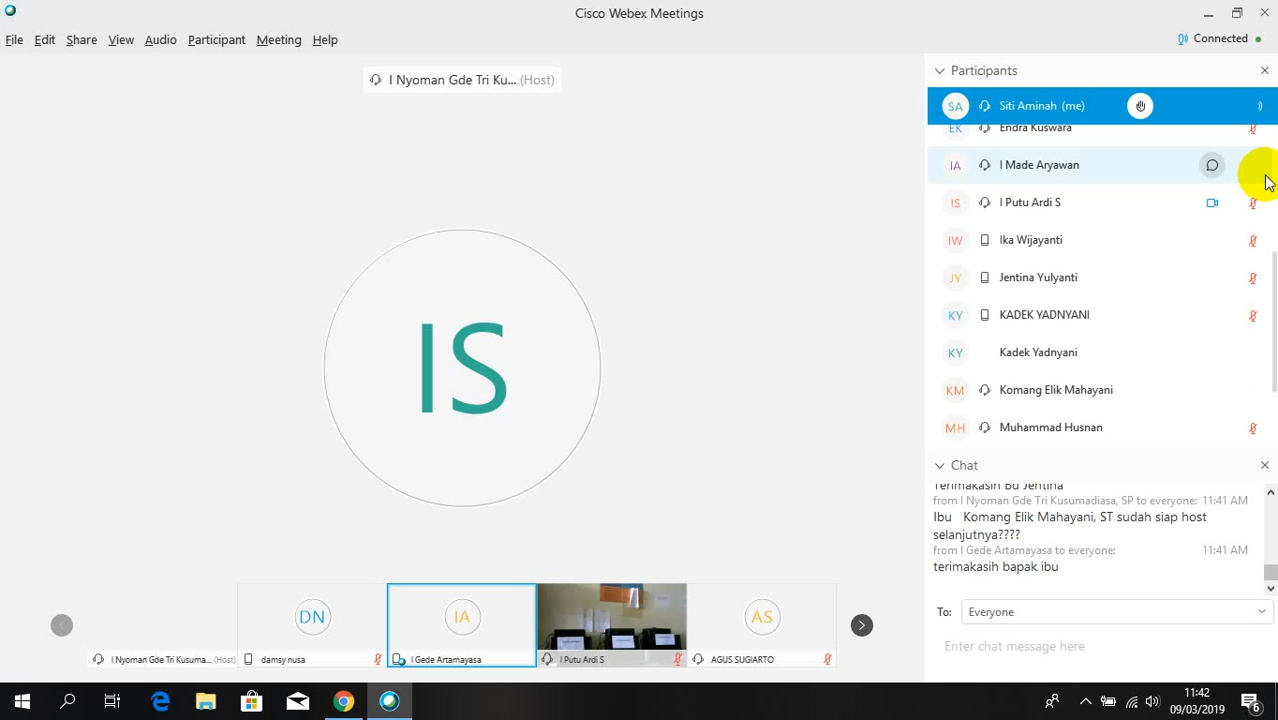 Cisco Webex Meetings
File Edit Share View Audio Participant Meeting Help
Connected
I Nyoman Gde Tri Ku... (Host)
IS
Participants
SA Siti Aminah (me)
EK Endra Kuswara
IA I Made Aryawan
IS I Putu Ardi S
IW Ika Wijayanti
JY Jentina Yulyanti
KY KADEK YADNYANI
KY Kadek Yadnyani
KM Komang Elik Mahayani
MH Muhammad Husnan
Chat
Terimakasih Bu Jentina
from I Nyoman Gde Tri Kusumadiasa, SP to everyone: 11:41 AM
Ibu Komang Elik Mahayani, ST sudah siap host
selanjutnya????
from I Gede Artamayasa to everyone: 11:41 AM
terimakasih bapak ibu
To: Everyone
Enter chat message here
DN
IA
AS
I Nyoman Gde Tri Kusuma... (Host)
damsy nusa
I Gede Artamayasa
I Putu Ardi S
AGUS SUGIARTO
11:42
09/03/2019
6